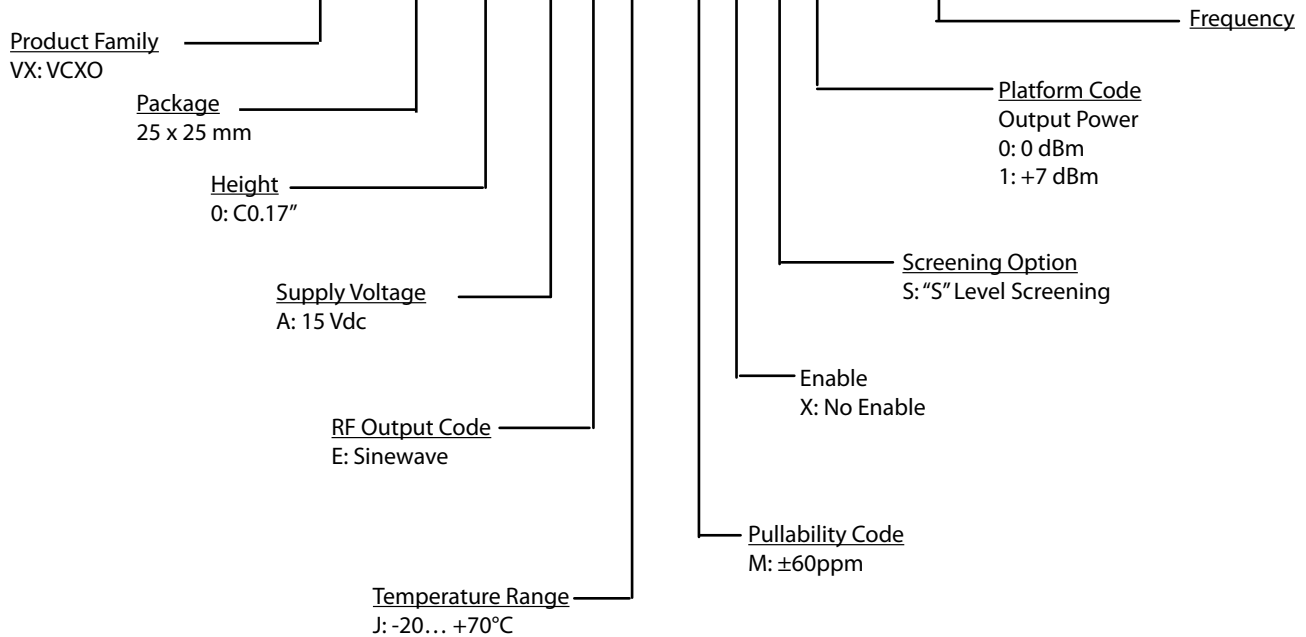 Frequency
Product Family
VX: VCXO
Package
25 x 25 mm
Platform Code
Output Power
0: 0 dBm
1: +7 dBm
Height
0: C0.17”
Screening Option
S: “S” Level Screening
Supply Voltage
A: 15 Vdc
Enable
X: No Enable
RF Output Code
E: Sinewave
Pullability Code
M: ±60ppm
Temperature Range
J: -20… +70°C